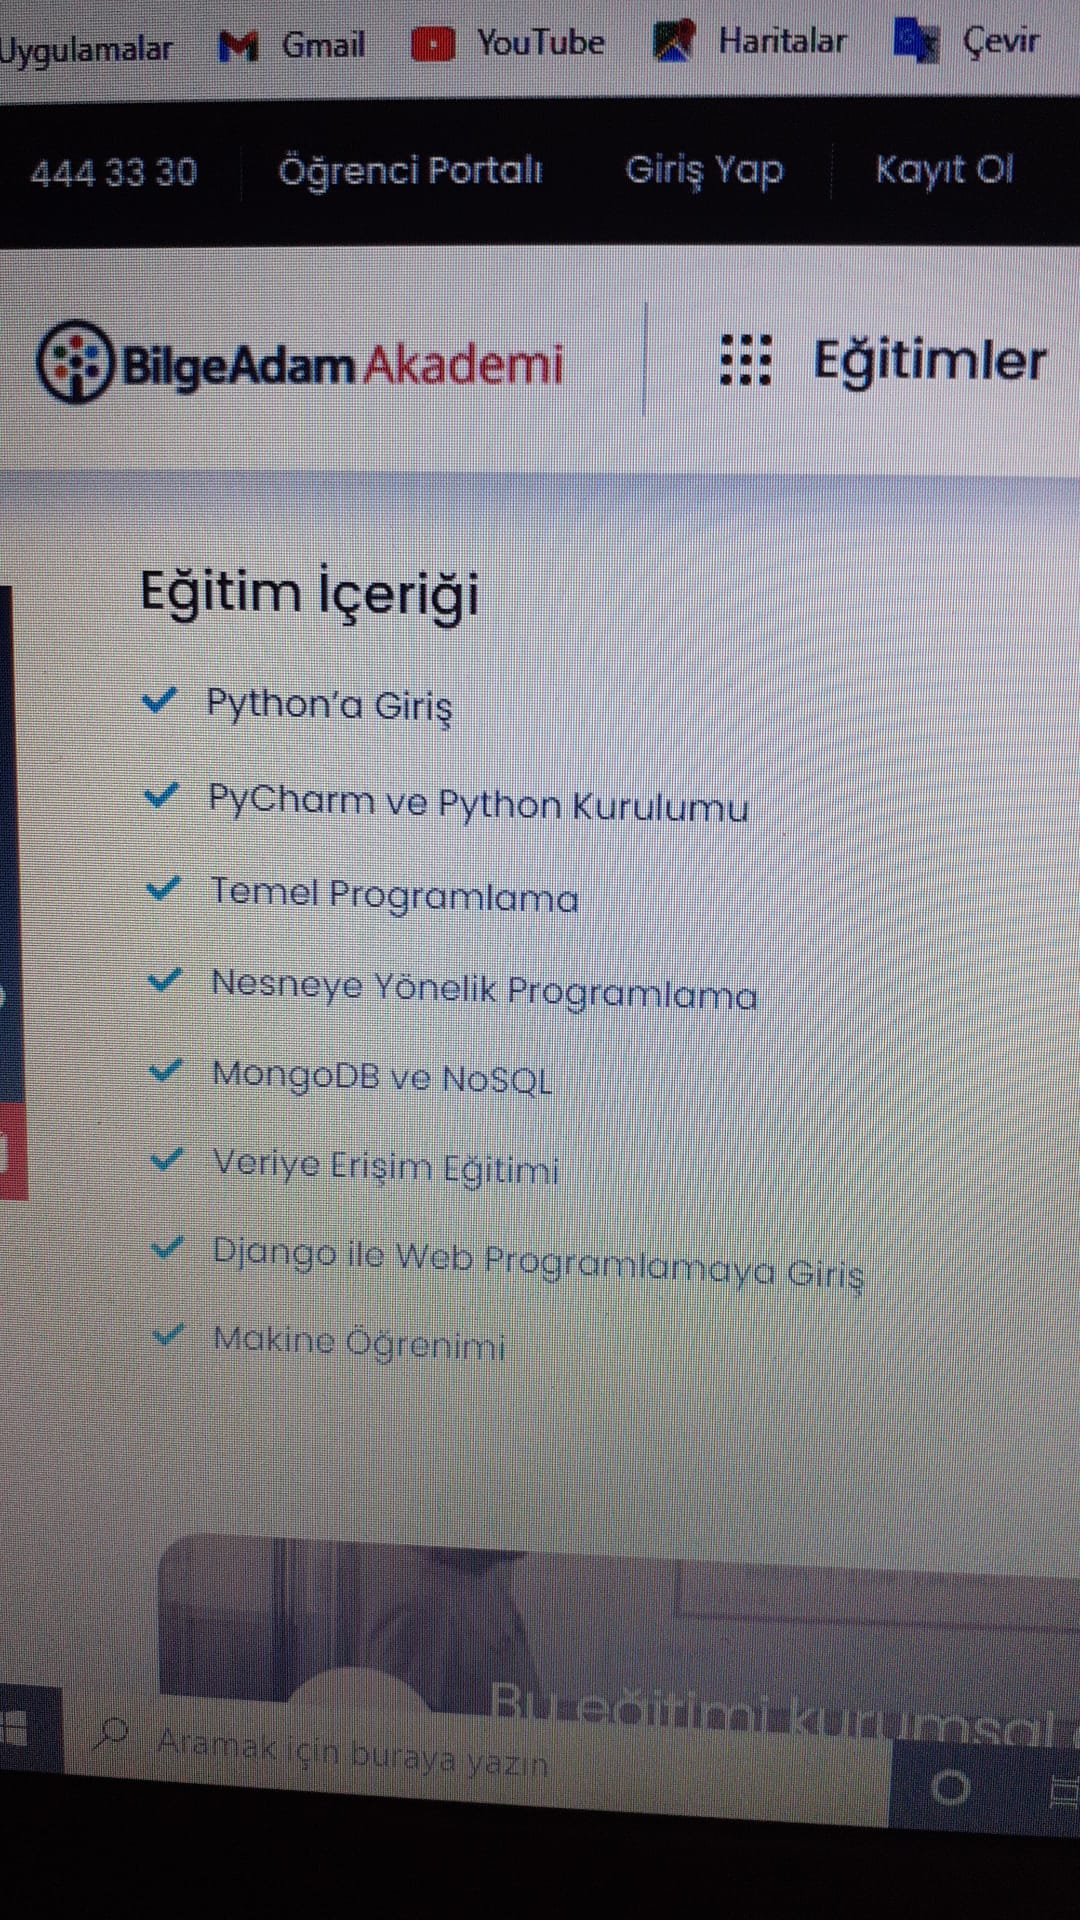 Uygulamalar Gmail YouTube Haritalar Çevir
444 33 30 Öğrenci Portalı Giriş Yap Kayıt Ol
BilgeAdam Akademi Eğitimler
Eğitim İçeriği
Python'a Giriş
PyCharm ve Python Kurulumu
Temel Programlama
Nesneye Yönelik Programlama
MongoDB ve NoSQL
Veriye Erişim Eğitimi
Django ile Web Programlamaya Giriş
Makine Öğrenimi
Bu eğitimi kurumsal
Aramak için buraya yazın